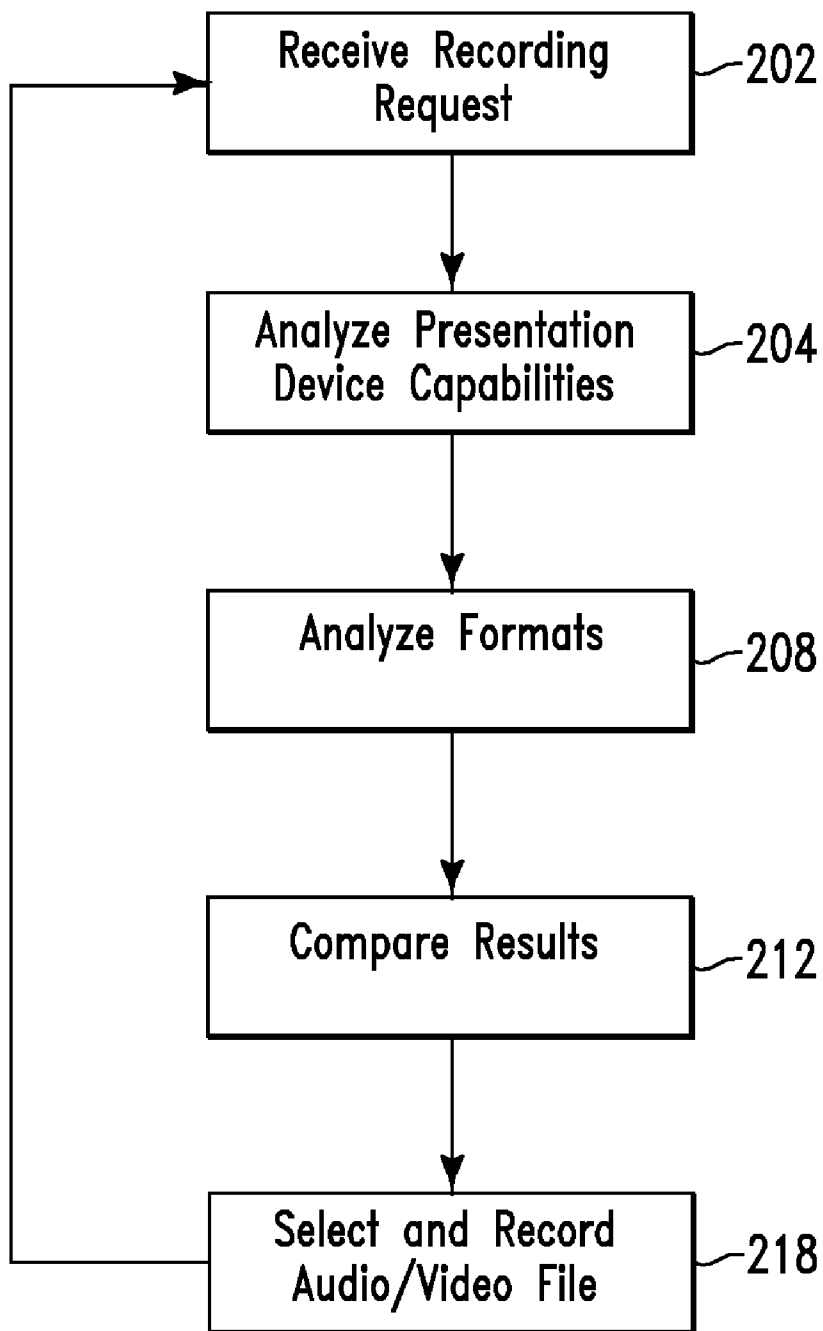 Receive Recording
Request
202
Analyze Presentation
Device Capabilities
204
Analyze Formats
208
Compare Results
212
Select and Record
Audio/Video File
218